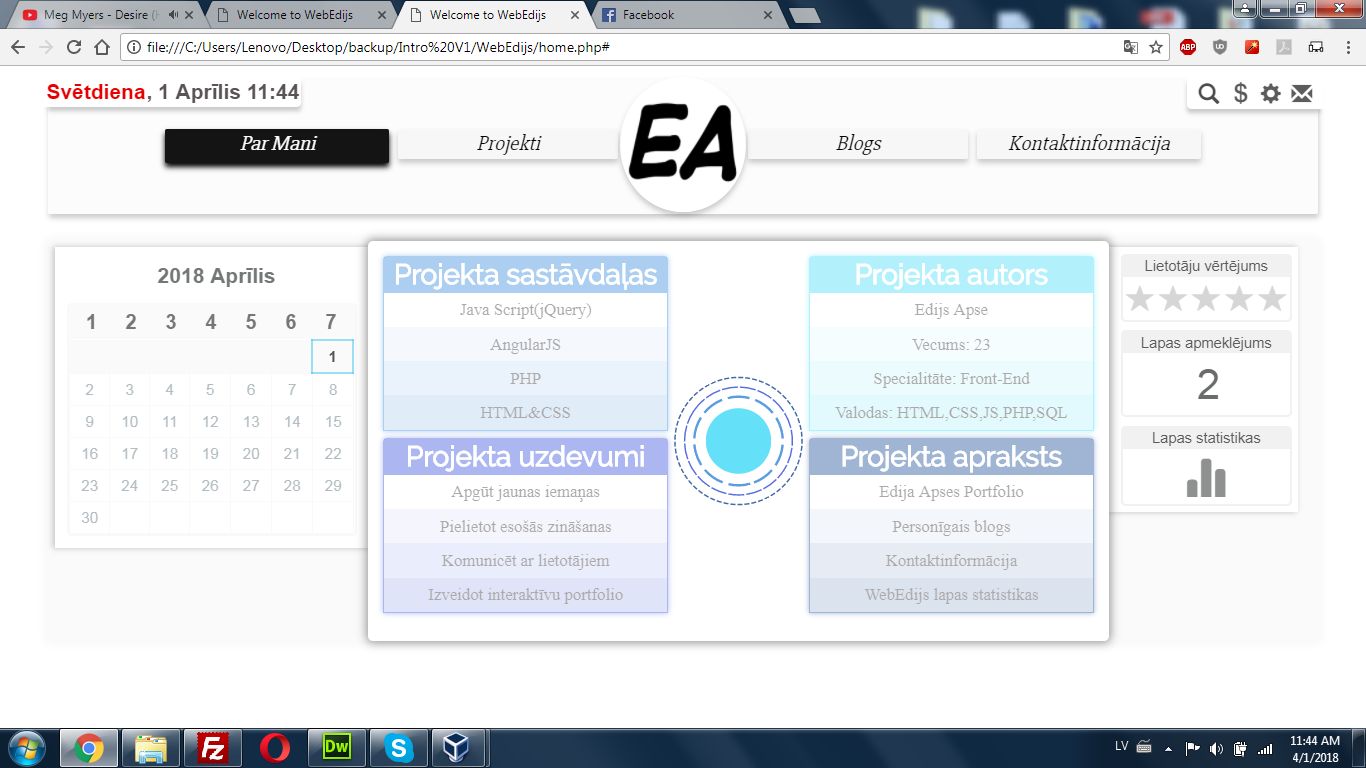 Meg Myers - Desire (
Welcome to WebEdijs
Welcome to WebEdijs
Facebook
file:///C:/Users/Lenovo/Desktop/backup/Intro%20V1/WebEdijs/home.php#
ABP
Svētdiena, 1 Aprīlis 11:44
$
Par Mani
Projekti
EA
Blogs
Kontaktinformācija
2018 Aprīlis
1 2 3 4 5 6 7
1
2 3 4 5 6 7 8
9 10 11 12 13 14 15
16 17 18 19 20 21 22
23 24 25 26 27 28 29
30
Projekta sastāvdaļas
Java Script(jQuery)
AngularJS
PHP
HTML&CSS
Projekta autors
Edijs Apse
Vecums: 23
Specialitāte: Front-End
Valodas: HTML,CSS,JS,PHP,SQL
Projekta uzdevumi
Apgūt jaunas iemaņas
Pielietot esošās zināšanas
Komunicēt ar lietotājiem
Izveidot interaktīvu portfolio
Projekta apraksts
Edija Apses Portfolio
Personīgais blogs
Kontaktinformācija
WebEdijs lapas statistikas
Lietotāju vērtējums
Lapas apmeklējums
2
Lapas statistikas
Fz
Dw
S
LV
11:44 AM
4/1/2018